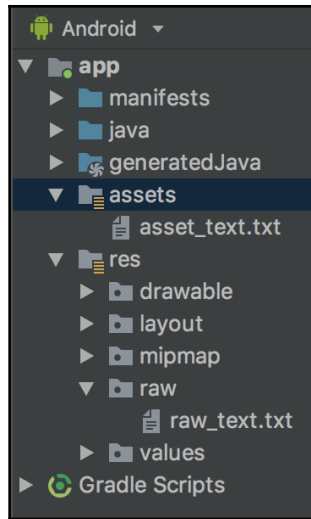 Android
app
manifests
java
generatedJava
assets
asset_text.txt
res
drawable
layout
mipmap
raw
raw_text.txt
values
Gradle Scripts